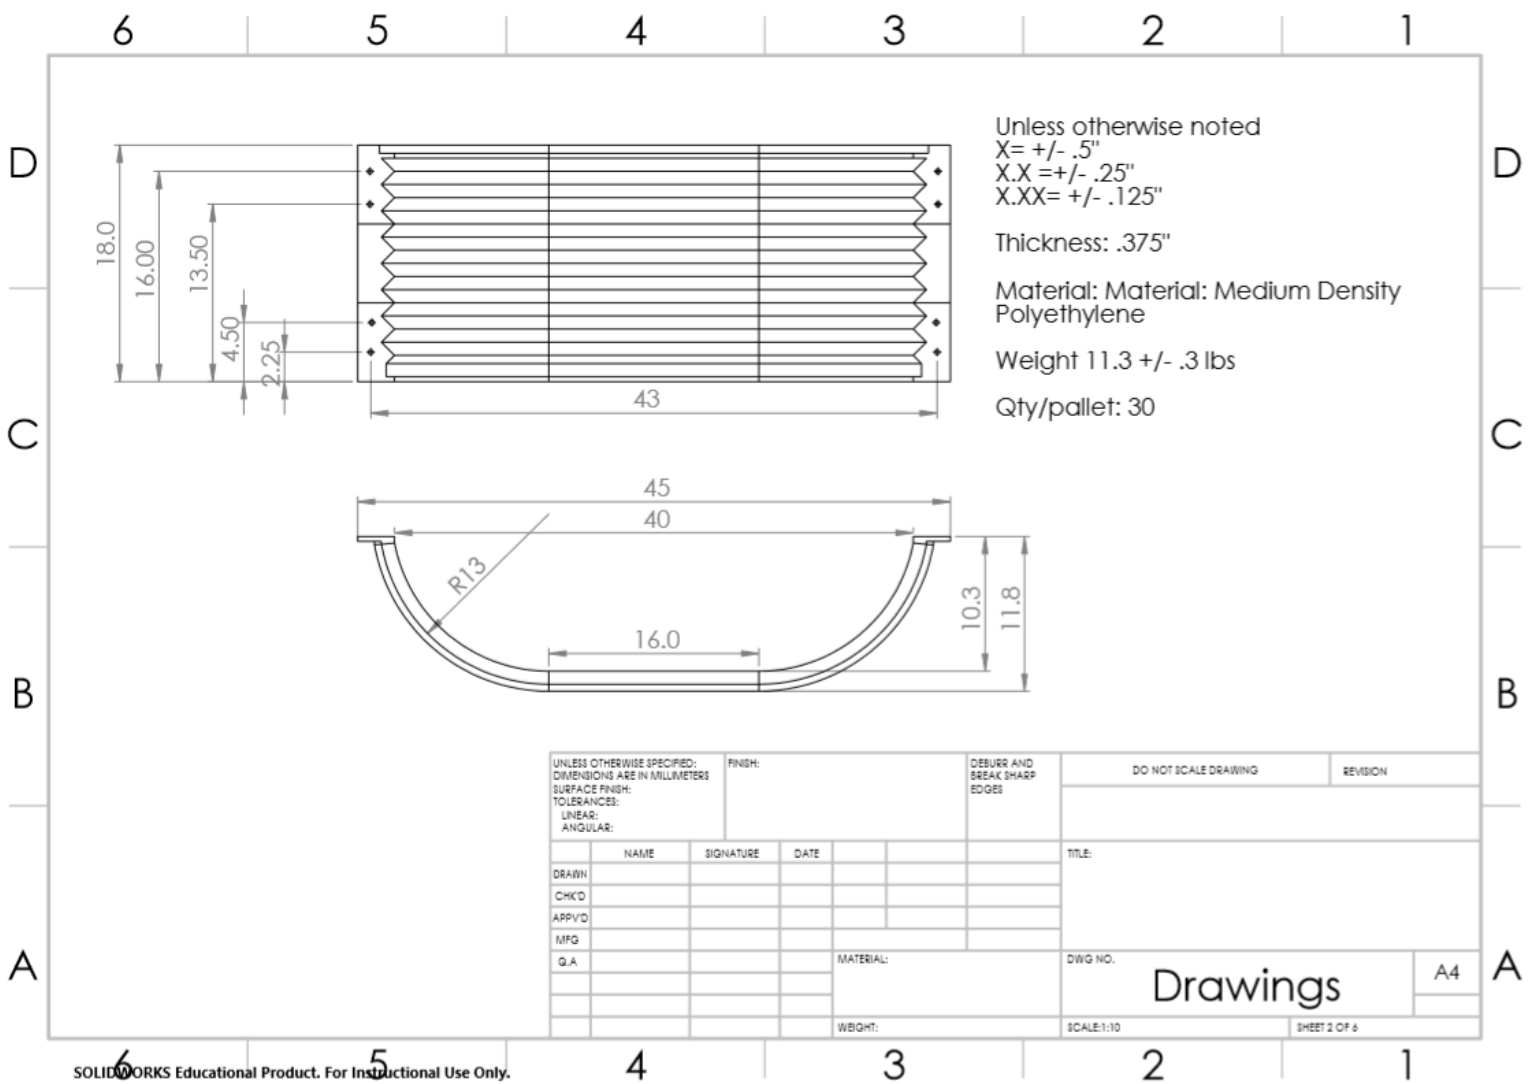 6 5 4 3 2 1
D D
Unless otherwise noted
X= +/- .5"
X.X =+/- .25"
X.XX= +/- .125"
Thickness: .375"
Material: Material: Medium Density
Polyethylene
Weight 11.3 +/- .3 lbs
Qty/pallet: 30
18.0
16.00
13.50
4.50
2.25
43
C C
45
40
R13
16.0
10.3
11.8
B B
UNLESS OTHERWISE SPECIFIED:
DIMENSIONS ARE IN MILLIMETERS
SURFACE FINISH:
TOLERANCES:
LINEAR:
ANGULAR:
FINISH:
DEBURR AND
BREAK SHARP
EDGES
DO NOT SCALE DRAWING
REVISION
NAME SIGNATURE DATE
TITLE:
DRAWN
CHK'D
APPV'D
MFG
Q.A
MATERIAL:
DWG NO.
Drawings
A4
A A
WEIGHT:
SCALE:1:10
SHEET 2 OF 6
6 5 4 3 2 1
SOLIDWORKS Educational Product. For Instructional Use Only.